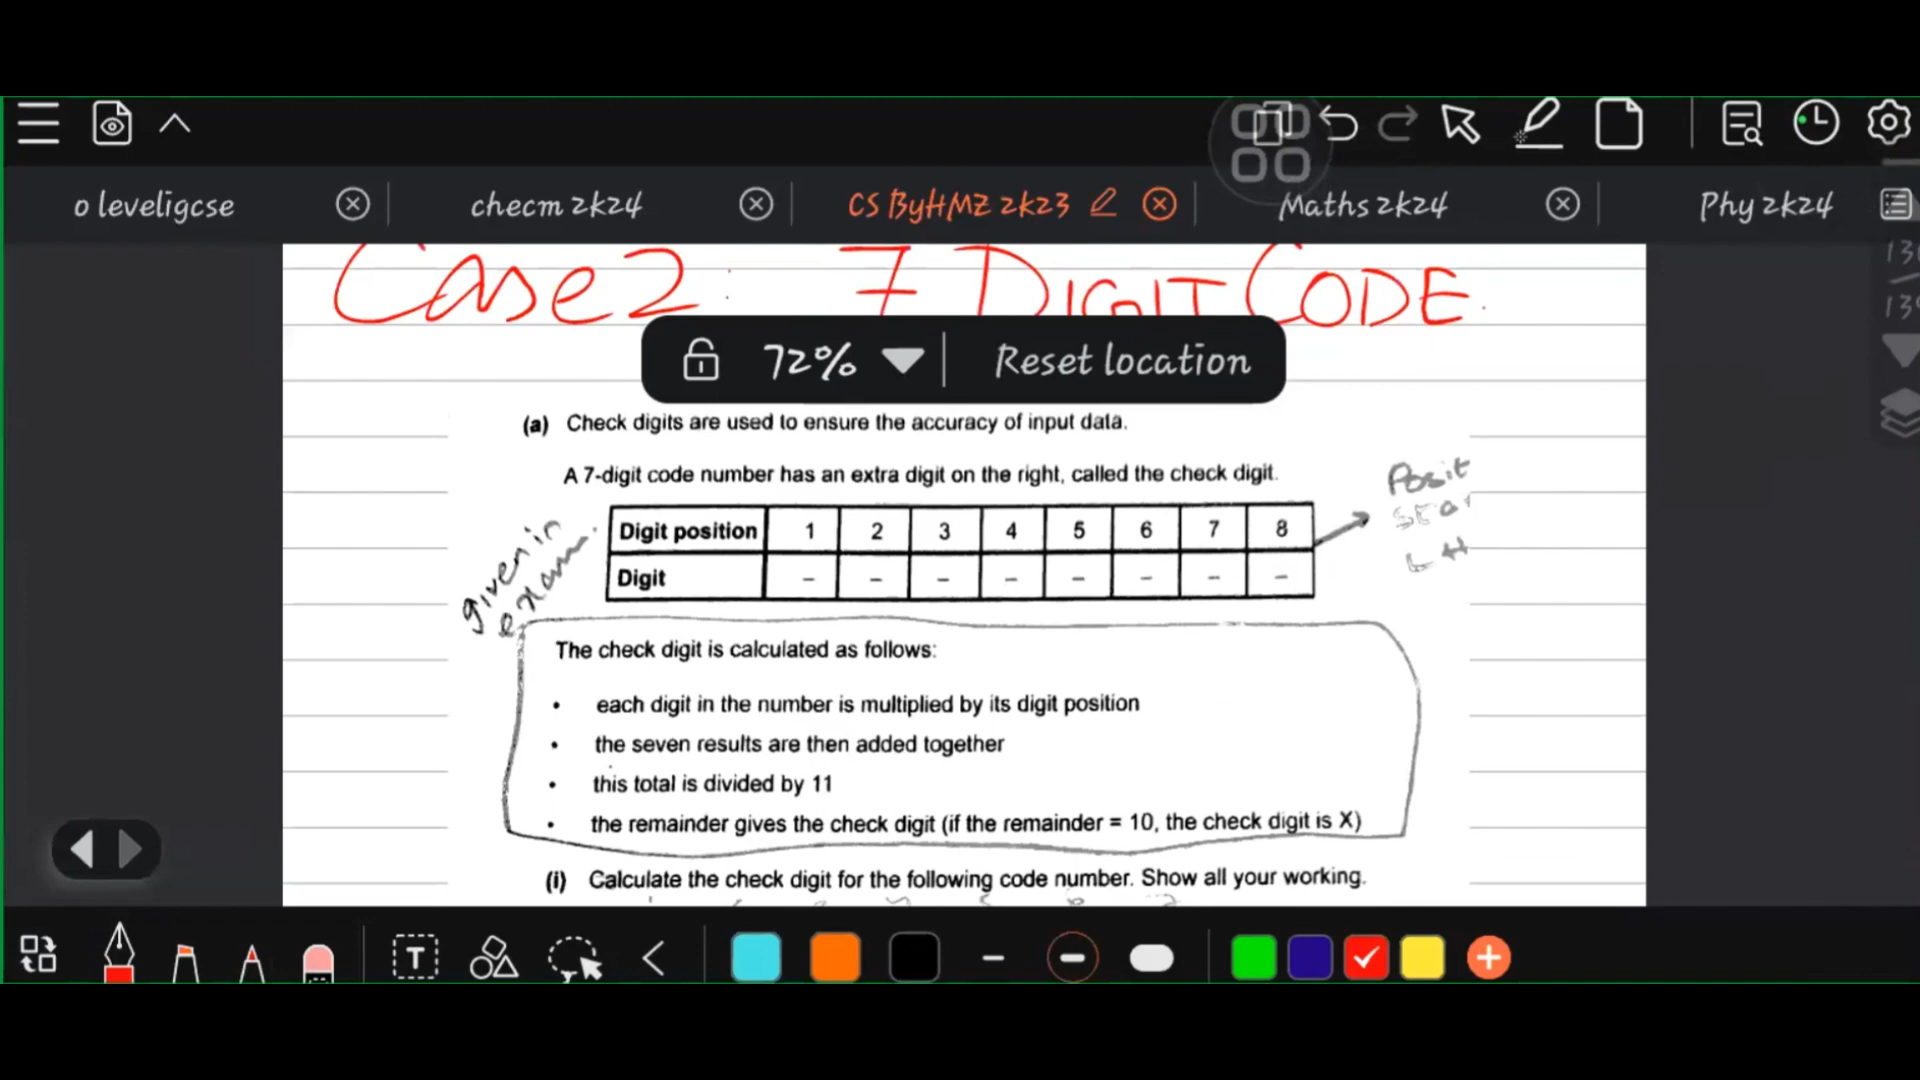 o leveligcse checm 2k24 CS ByHMZ 2k23 Maths 2k24 Phy 2k24
Case 2: 7 DIGIT CODE.
72% Reset location
(a) Check digits are used to ensure the accuracy of input data.
A 7-digit code number has an extra digit on the right, called the check digit.
Digit position 1 2 3 4 5 6 7 8
Digit – – – – – – – –
given in
exam.
Posit
The check digit is calculated as follows:
• each digit in the number is multiplied by its digit position
• the seven results are then added together
• this total is divided by 11
• the remainder gives the check digit (if the remainder = 10, the check digit is X)
(i) Calculate the check digit for the following code number. Show all your working.
T